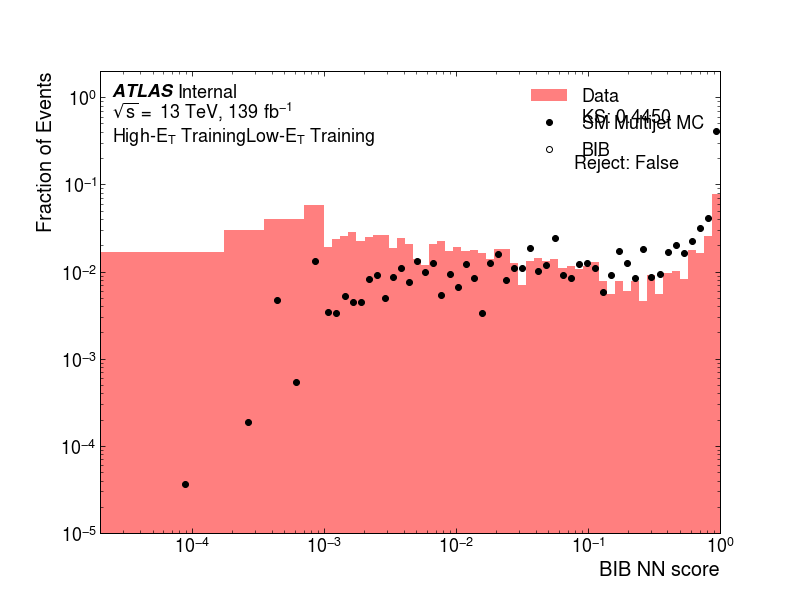 Fraction of Events
10⁰
10⁻¹
10⁻²
10⁻³
10⁻⁴
10⁻⁵
ATLAS Internal
√s = 13 TeV, 139 fb⁻¹
High-E_T TrainingLow-E_T Training
Data
KS: 0.4450
SM Multijet MC
BIB
Reject: False
10⁻⁴ 10⁻³ 10⁻² 10⁻¹ 10⁰
BIB NN score